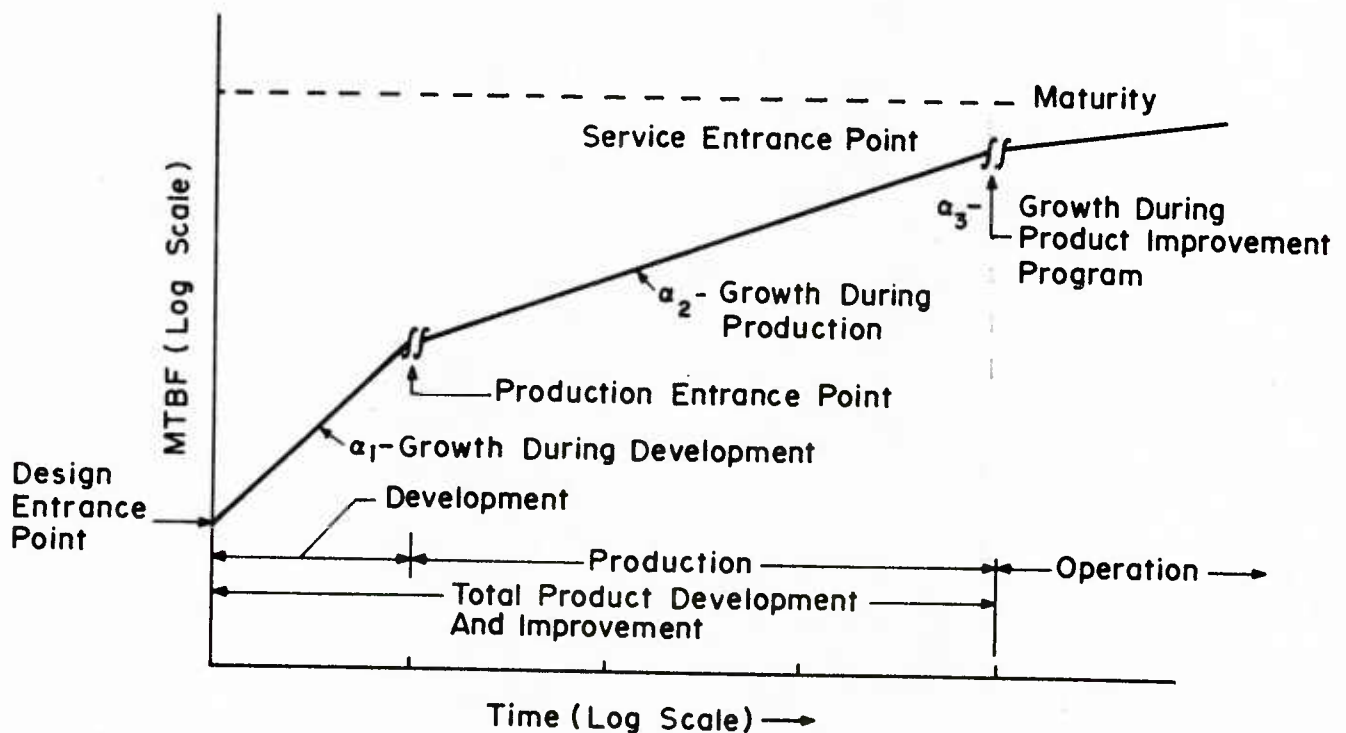 Maturity
Service Entrance Point
MTBF (Log Scale)
α3- Growth During
Product Improvement
Program
α2- Growth During
Production
Production Entrance Point
α1-Growth During Development
Design
Entrance
Point
Development
Production
Operation
Total Product Development
And Improvement
Time (Log Scale)